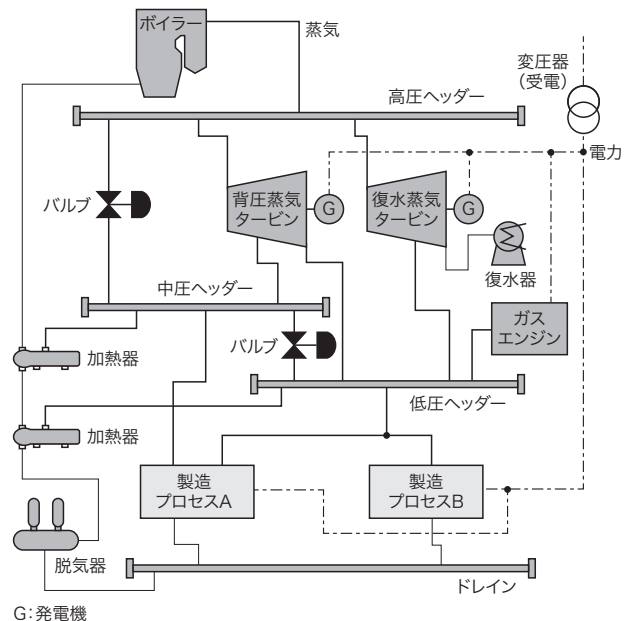 ボイラー
蒸気
変圧器
（受電）
高圧ヘッダー
電力
バルブ
背圧蒸気
タービン
G
復水蒸気
タービン
G
復水器
中圧ヘッダー
ガス
エンジン
バルブ
加熱器
低圧ヘッダー
加熱器
製造
プロセスA
製造
プロセスB
脱気器
ドレイン
G：発電機